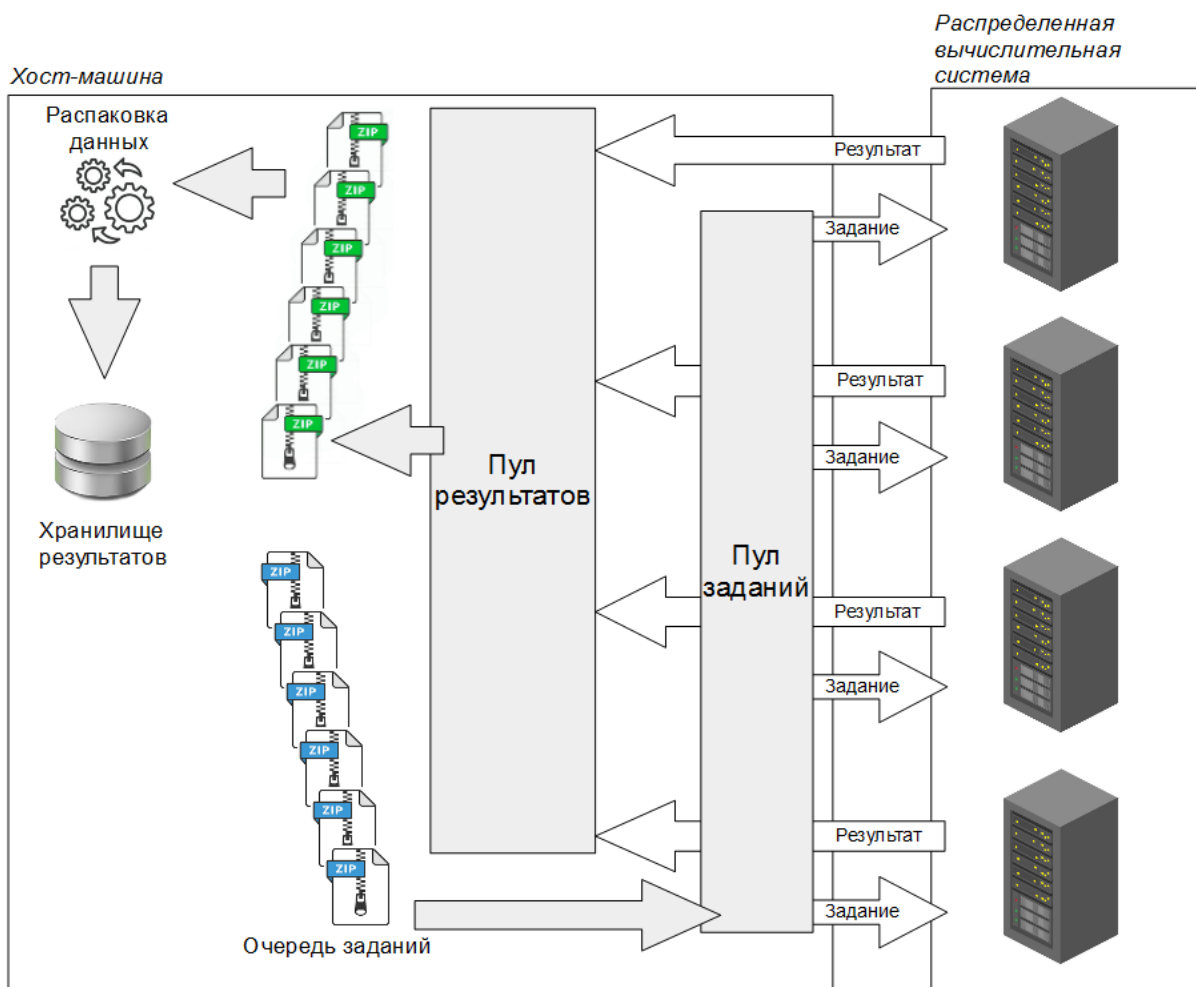 Распределенная
вычислительная
система
Хост-машина
Распаковка
данных
ZIP
ZIP
ZIP
ZIP
ZIP
ZIP
Хранилище
результатов
ZIP
ZIP
ZIP
ZIP
ZIP
ZIP
Очередь заданий
Пул
результатов
Пул
заданий
Результат
Задание
Результат
Задание
Результат
Задание
Результат
Задание